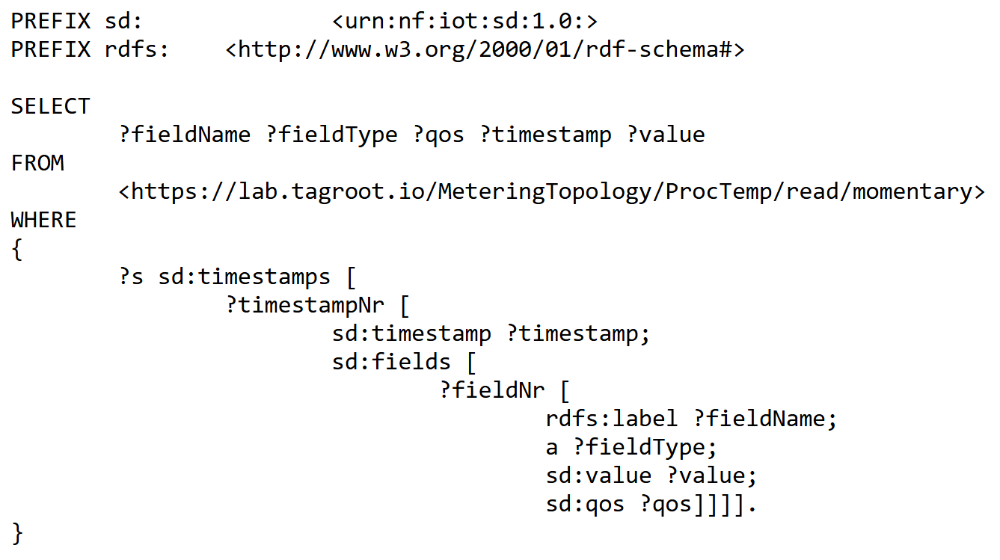 PREFIX sd:		<urn:nf:iot:sd:1.0:>
PREFIX rdfs:	<http://www.w3.org/2000/01/rdf-schema#>

SELECT
	?fieldName ?fieldType ?qos ?timestamp ?value
FROM
	<https://lab.tagroot.io/MeteringTopology/ProcTemp/read/momentary>
WHERE
{
	?s sd:timestamps [
		?timestampNr [
			sd:timestamp ?timestamp;
			sd:fields [
				?fieldNr [
					rdfs:label ?fieldName;
					a ?fieldType;
					sd:value ?value;
					sd:qos ?qos]]]].
}